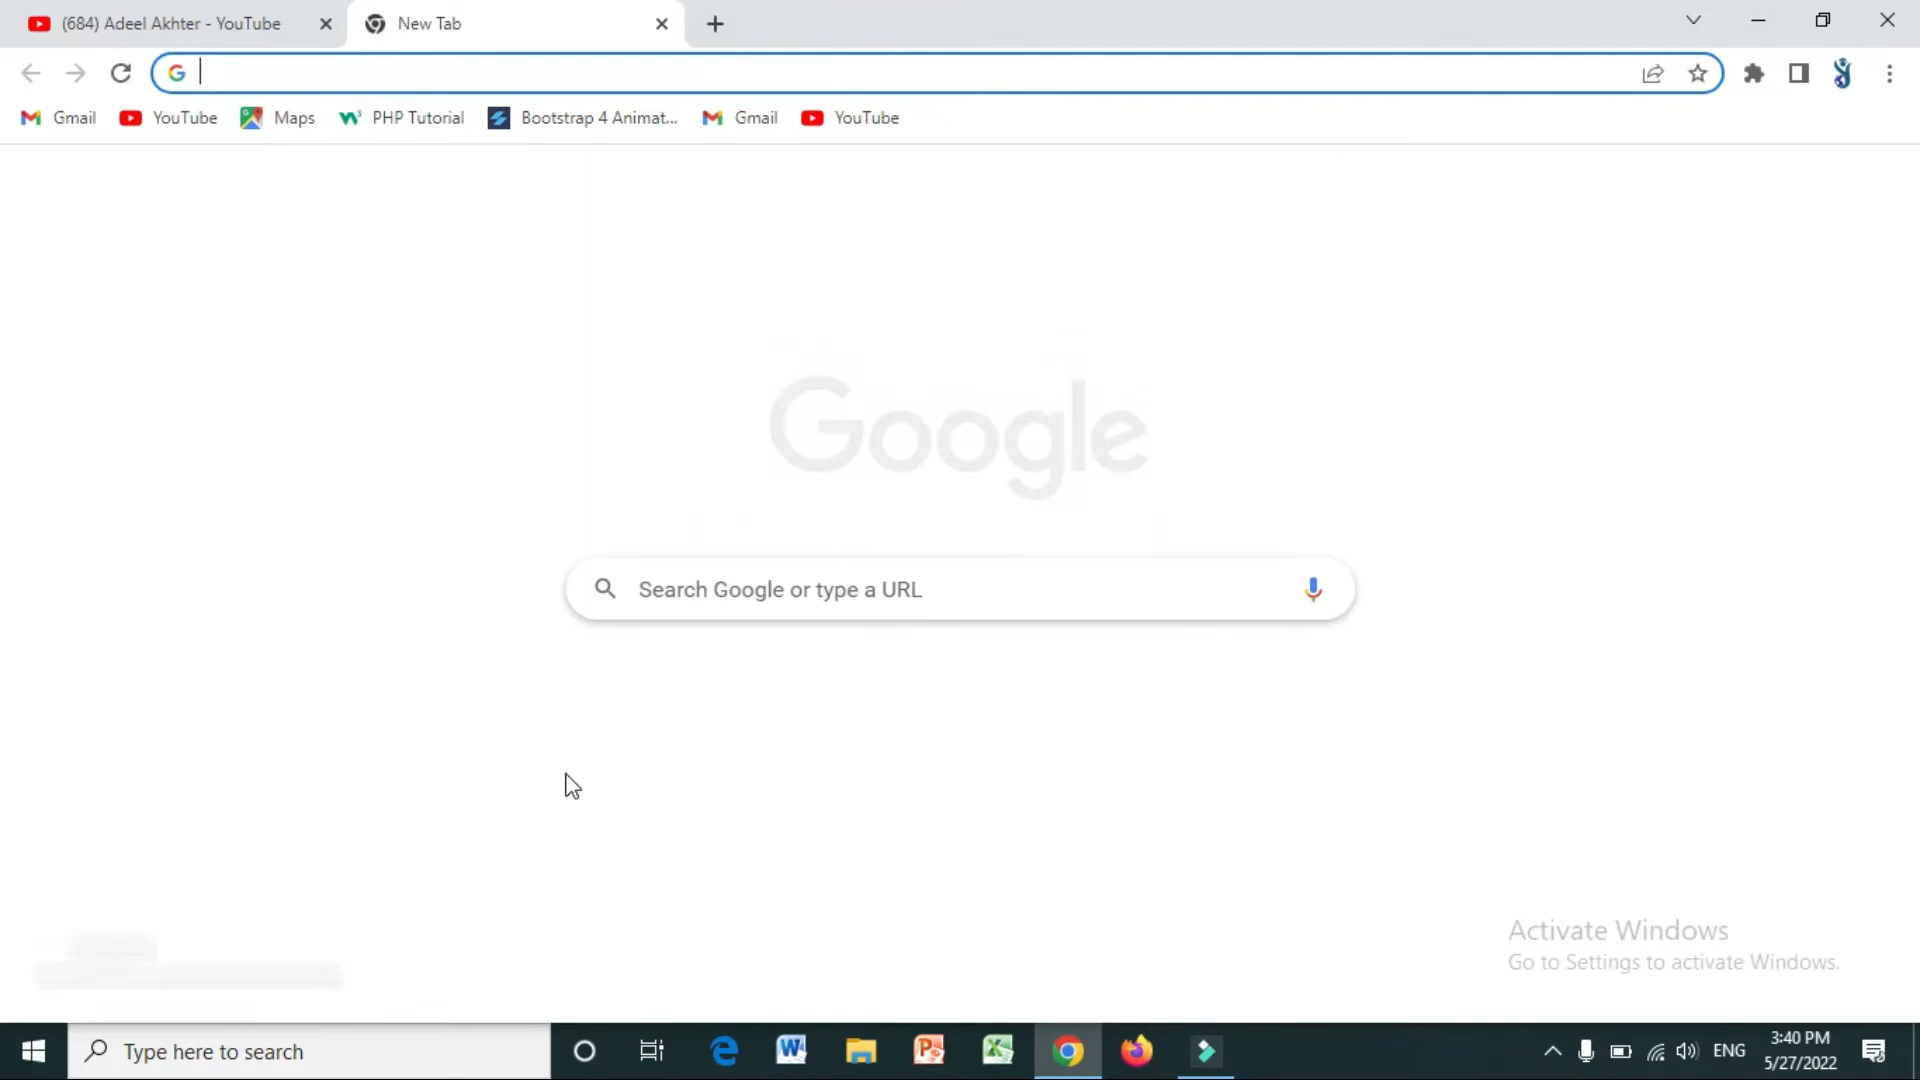 (684) Adeel Akhter - YouTube
New Tab
Gmail
YouTube
Maps
PHP Tutorial
Bootstrap 4 Animat...
Gmail
YouTube
Google
Search Google or type a URL
Activate Windows
Go to Settings to activate Windows.
Type here to search
ENG
3:40 PM
5/27/2022